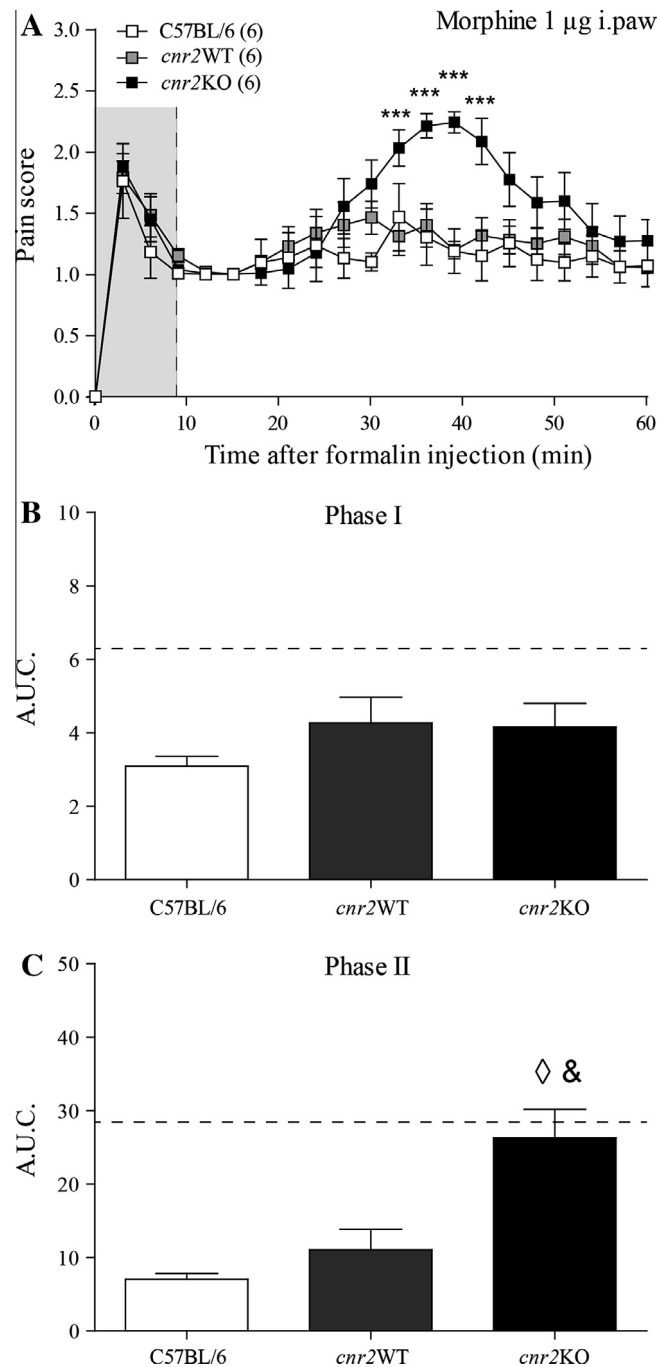 A
Morphine 1 µg i.paw
C57BL/6 (6)
cnr2WT (6)
cnr2KO (6)
*** *** *** ***
Pain score
3.0
2.5
2.0
1.5
1.0
0.5
0.0
0 10 20 30 40 50 60
Time after formalin injection (min)
B
Phase I
A.U.C.
10
8
6
4
2
0
C57BL/6 cnr2WT cnr2KO
C
Phase II
A.U.C.
50
40
30
20
10
0
◊ &
C57BL/6 cnr2WT cnr2KO